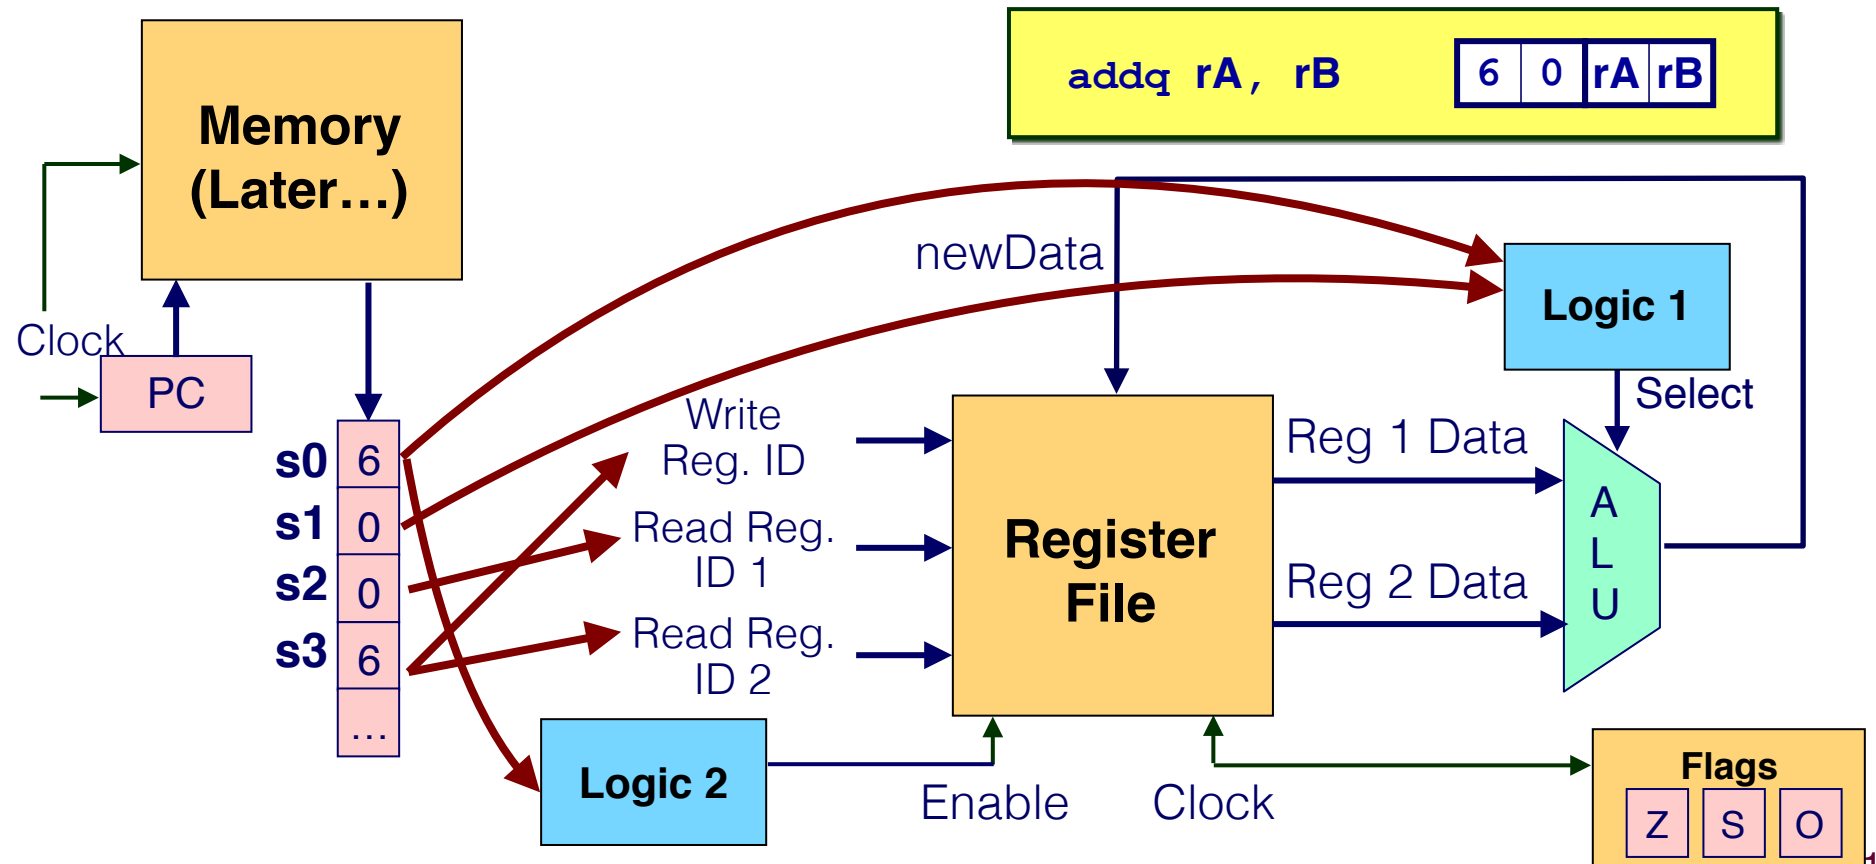 addq rA, rB
6 0 rA rB
Memory
(Later…)
Clock
PC
newData
Logic 1
Select
s0 6
s1 0
s2 0
s3 6
…
Write
Reg. ID
Read Reg.
ID 1
Read Reg.
ID 2
Register
File
Reg 1 Data
Reg 2 Data
A
L
U
Logic 2
Enable
Clock
Flags
Z S O